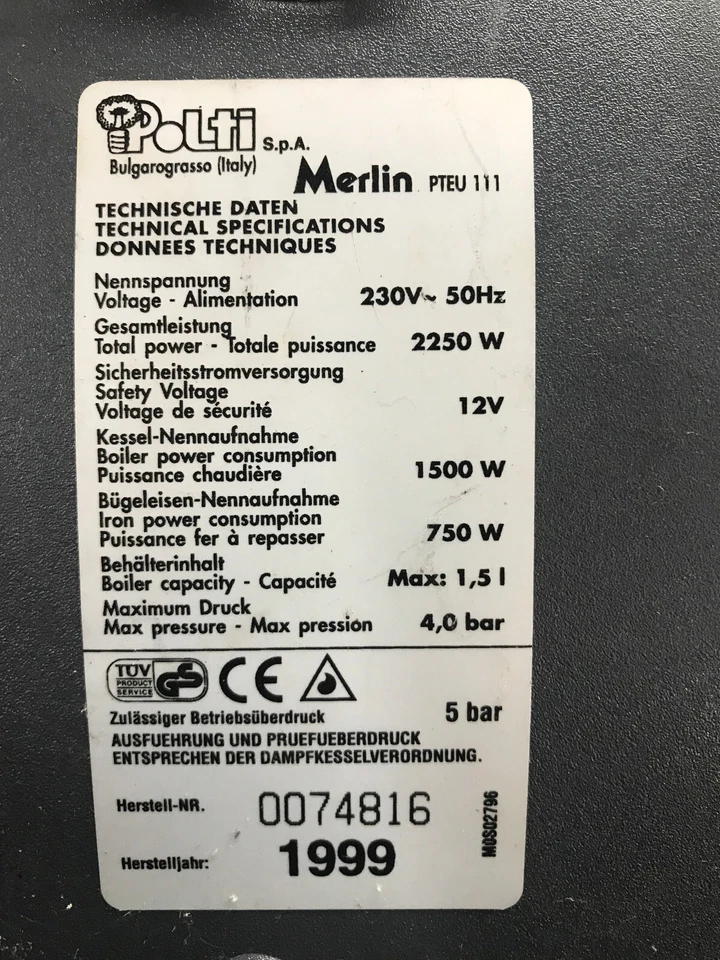 Polti S.p.A.
Bulgarograsso (Italy)
Merlin PTEU 111
TECHNISCHE DATEN
TECHNICAL SPECIFICATIONS
DONNEES TECHNIQUES
Nennspannung
Voltage - Alimentation 230V~ 50Hz
Gesamtleistung
Total power - Totale puissance 2250 W
Sicherheitsstromversorgung
Safety Voltage
Voltage de sécurité 12V
Kessel-Nennaufnahme
Boiler power consumption
Puissance chaudière 1500 W
Bügeleisen-Nennaufnahme
Iron power consumption
Puissance fer à repasser 750 W
Behälterinhalt
Boiler capacity - Capacité Max: 1,5 l
Maximum Druck
Max pressure - Max pression 4,0 bar
TÜV
PRODUCT
SERVICE
GS
CE
Zulässiger Betriebsüberdruck 5 bar
AUSFUEHRUNG UND PRUEFUEBERDRUCK
ENTSPRECHEN DER DAMPFKESSELVERORDNUNG.
Herstell-NR. 0074816
Herstelljahr: 1999
M0S02796